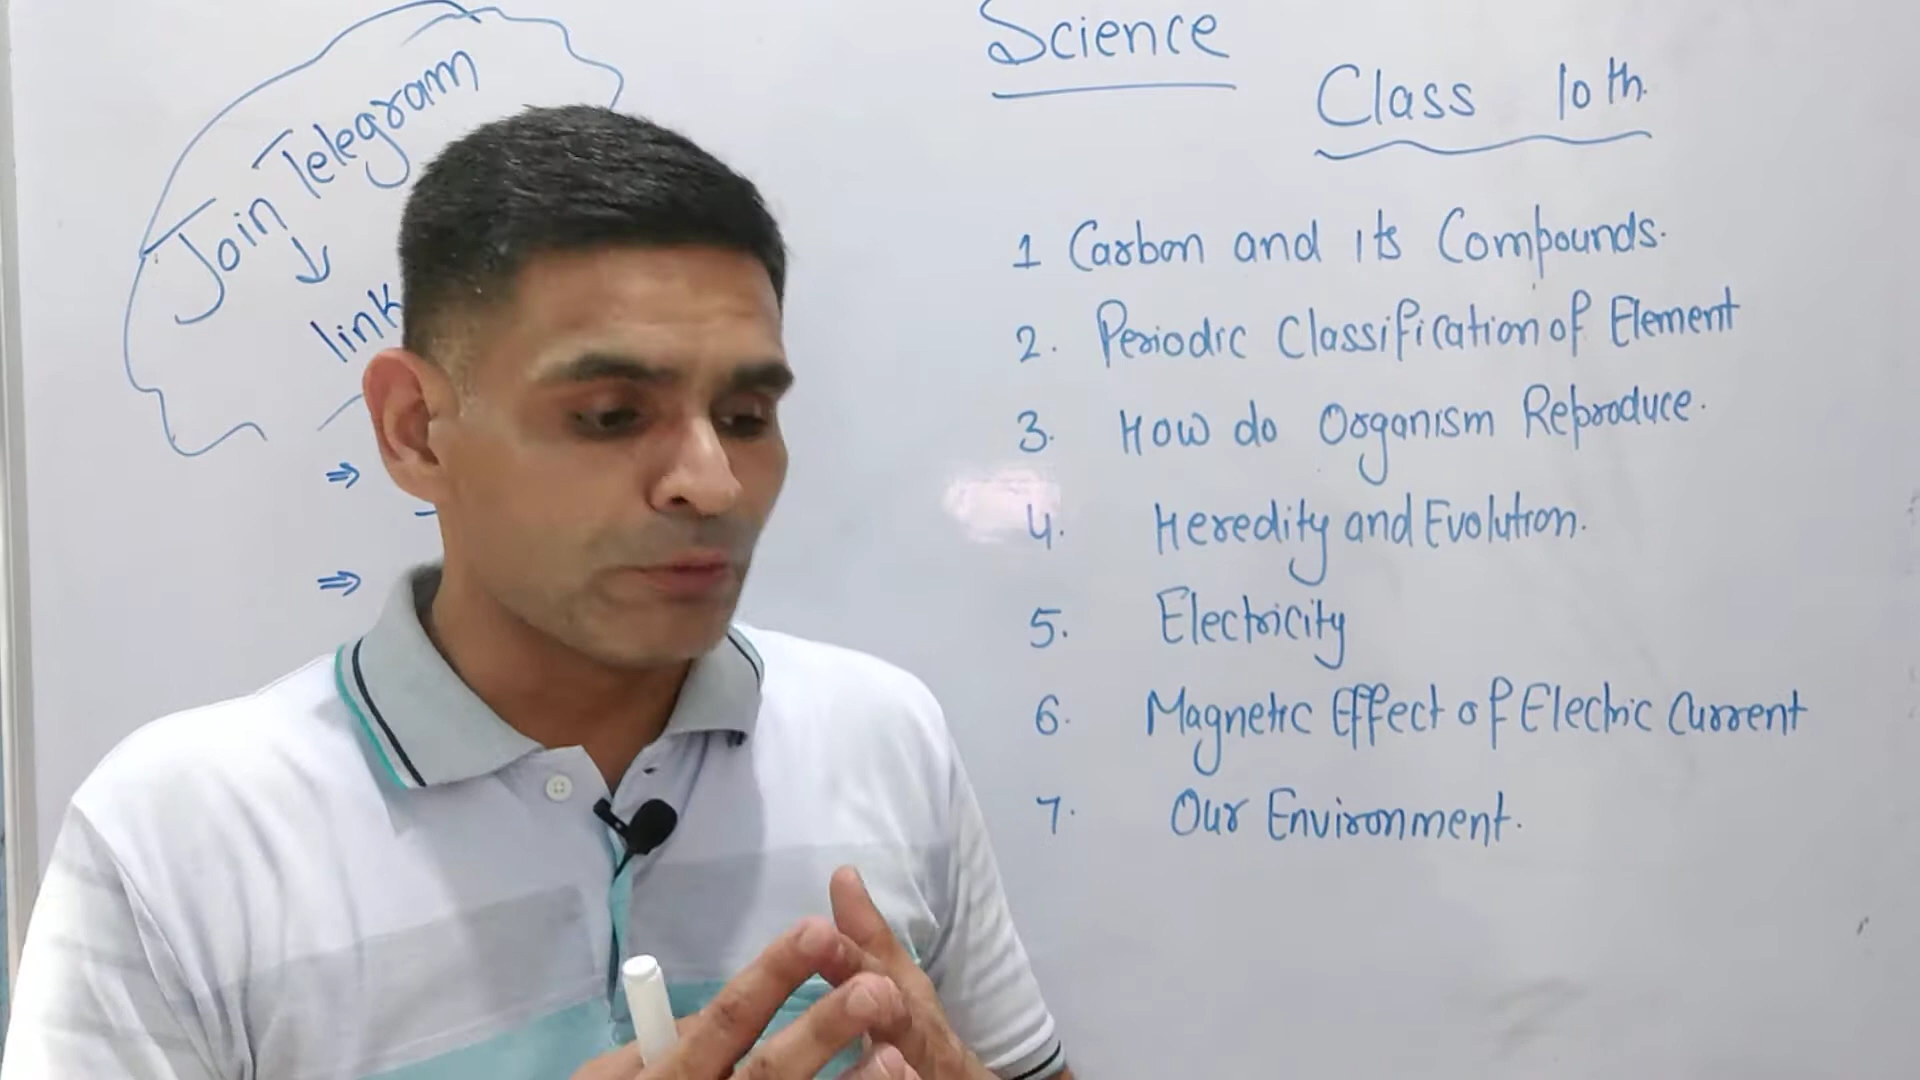 Join Telegram
link
Science
Class 10th.
1 Carbon and its Compounds.
2. Periodic Classification of Element
3. How do Organism Reproduce.
4. Heredity and Evolution.
5. Electricity
6. Magnetic Effect of Electric Current
7. Our Environment.